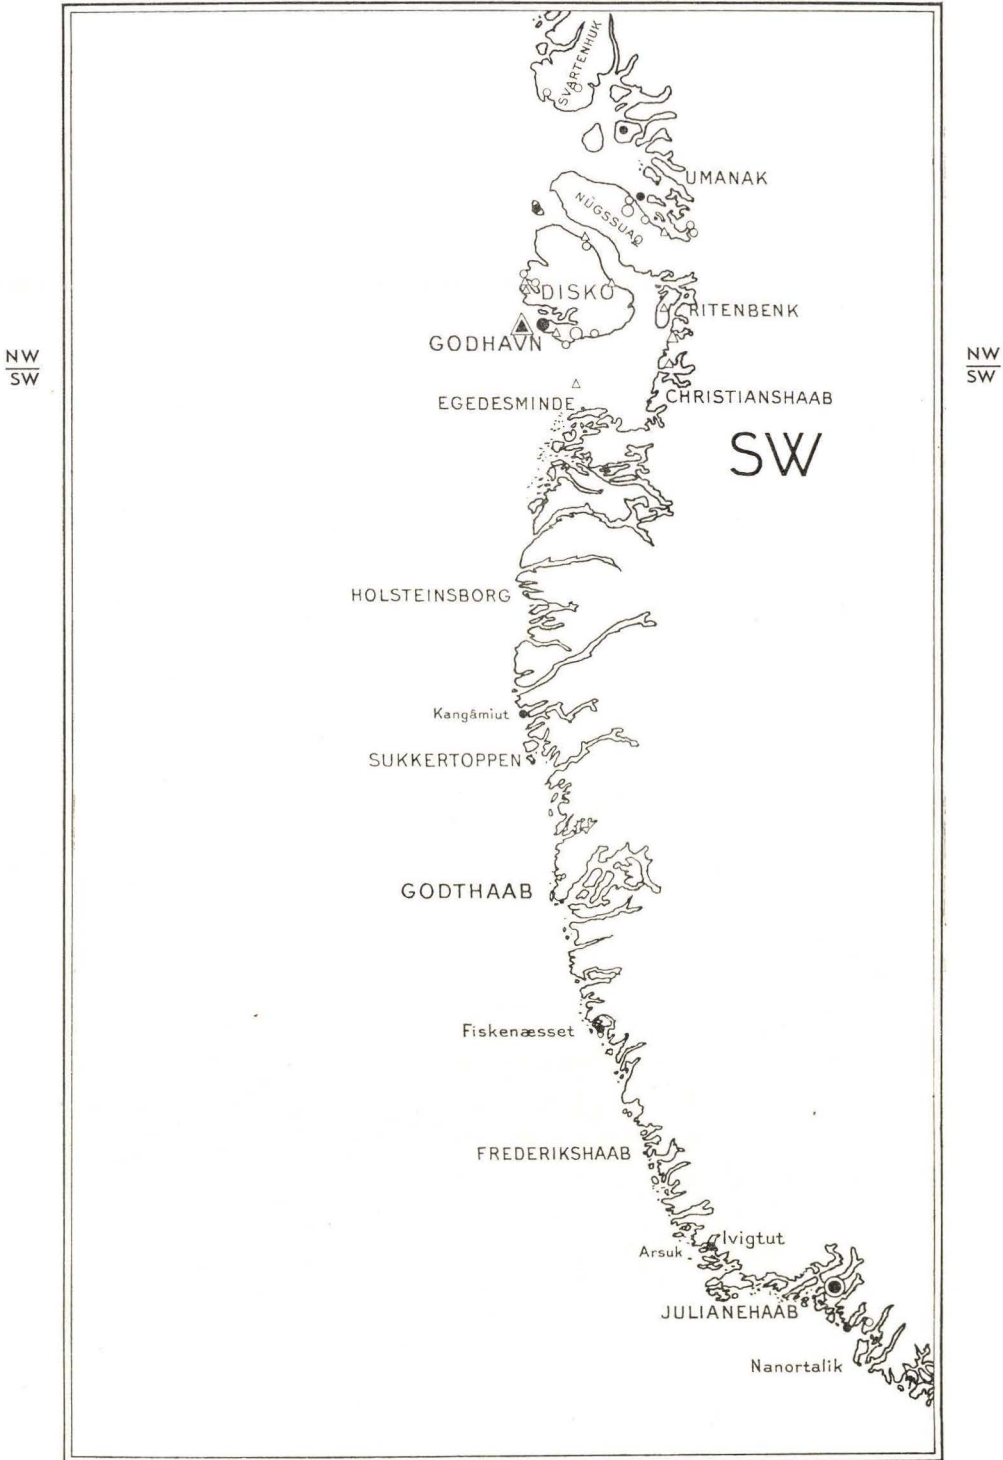 SVARTENHUK
UMANAK
NÛGSSUAQ
DISKO
RITENBENK
GODHAVN
NW
SW
NW
SW
EGEDESMINDE
CHRISTIANSHAAB
SW
HOLSTEINSBORG
Kangâmiut
SUKKERTOPPEN
GODTHAAB
Fiskenæsset
FREDERIKSHAAB
Ivigtut
Arsuk
JULIANEHAAB
Nanortalik